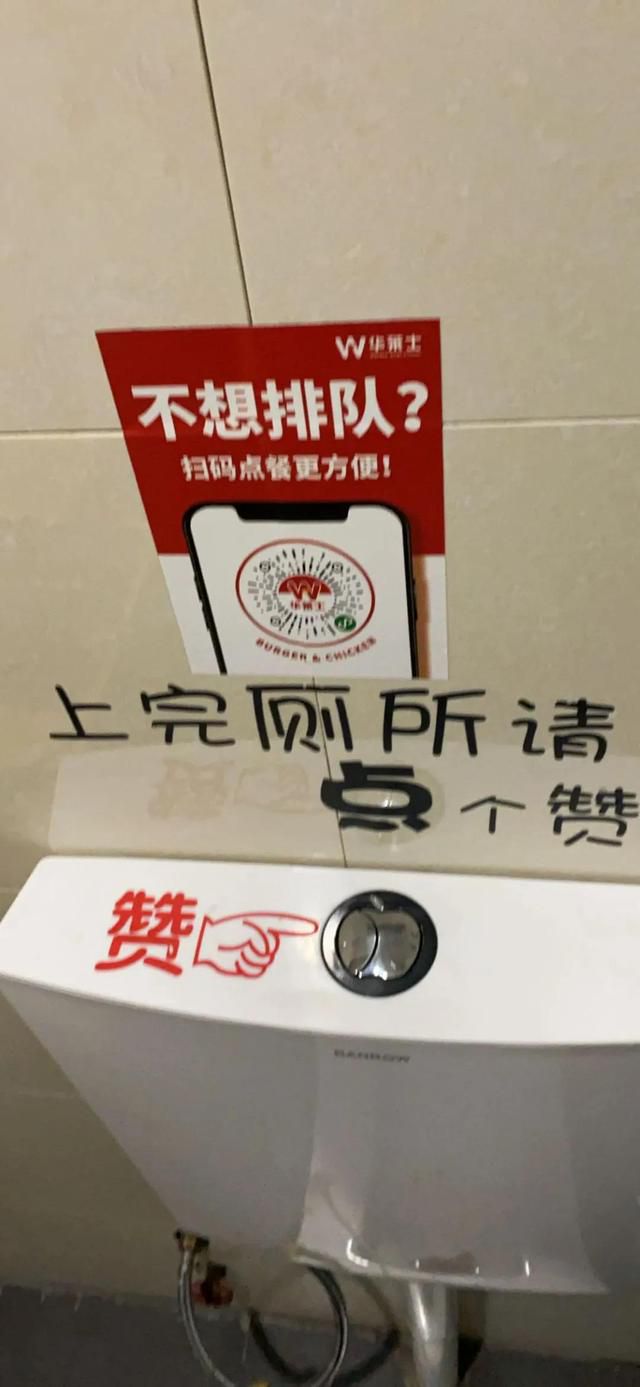 W 华莱士
不想排队?
扫码点餐更方便!
W
华莱士
BURGER & CHICKEN
上完厕所请
点个赞
赞